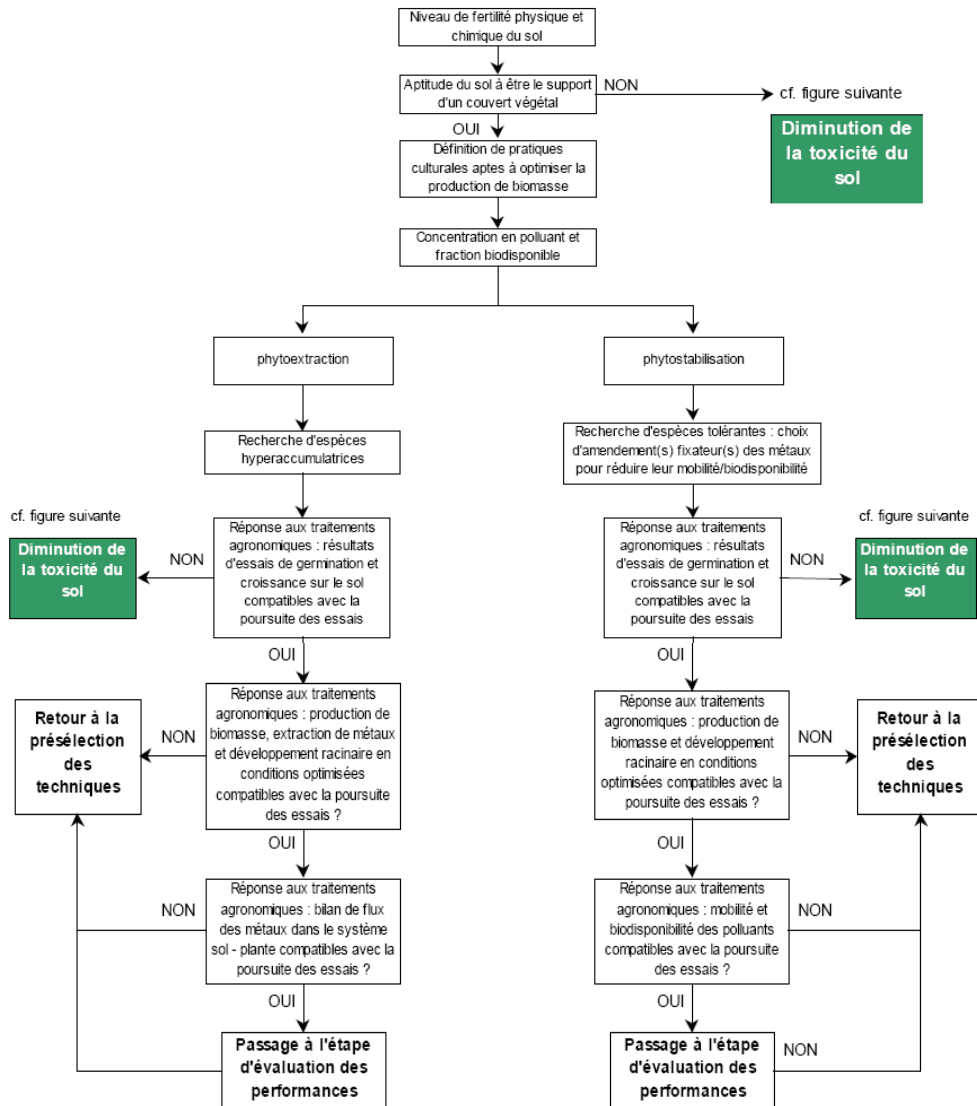 Niveau de fertilité physique et
chimique du sol
Aptitude du sol à être le support
d'un couvert végétal
NON
cf. figure suivante
Diminution de
la toxicité du
sol
OUI
Définition de pratiques
culturales aptes à optimiser la
production de biomasse
Concentration en polluant et
fraction biodisponible
phytoextraction
phytostabilisation
Recherche d'espèces
hyperaccumulatrices
Recherche d'espèces tolérantes : choix
d'amendement(s) fixateur(s) des métaux
pour réduire leur mobilité/biodisponibilité
cf. figure suivante
Diminution de
la toxicité du
sol
NON
Réponse aux traitements
agronomiques : résultats
d'essais de germination et
croissance sur le sol
compatibles avec la
poursuite des essais
Réponse aux traitements
agronomiques : résultats
d'essais de germination et
croissance sur le sol
compatibles avec la
poursuite des essais
NON
cf. figure suivante
Diminution de
la toxicité du
sol
OUI
OUI
Retour à la
présélection
des
techniques
NON
Réponse aux traitements
agronomiques : production de
biomasse, extraction de métaux
et développement racinaire en
conditions optimisées
compatibles avec la poursuite
des essais ?
Réponse aux traitements
agronomiques : production de
biomasse et développement
racinaire en conditions
optimisées compatibles avec la
poursuite des essais ?
NON
Retour à la
présélection
des
techniques
OUI
OUI
NON
Réponse aux traitements
agronomiques : bilan de flux
des métaux dans le système
sol - plante compatibles avec la
poursuite des essais ?
Réponse aux traitements
agronomiques : mobilité et
biodisponibilité des polluants
compatibles avec la poursuite
des essais ?
NON
OUI
OUI
Passage à l'étape
d'évaluation des
performances
Passage à l'étape
d'évaluation des
performances
NON